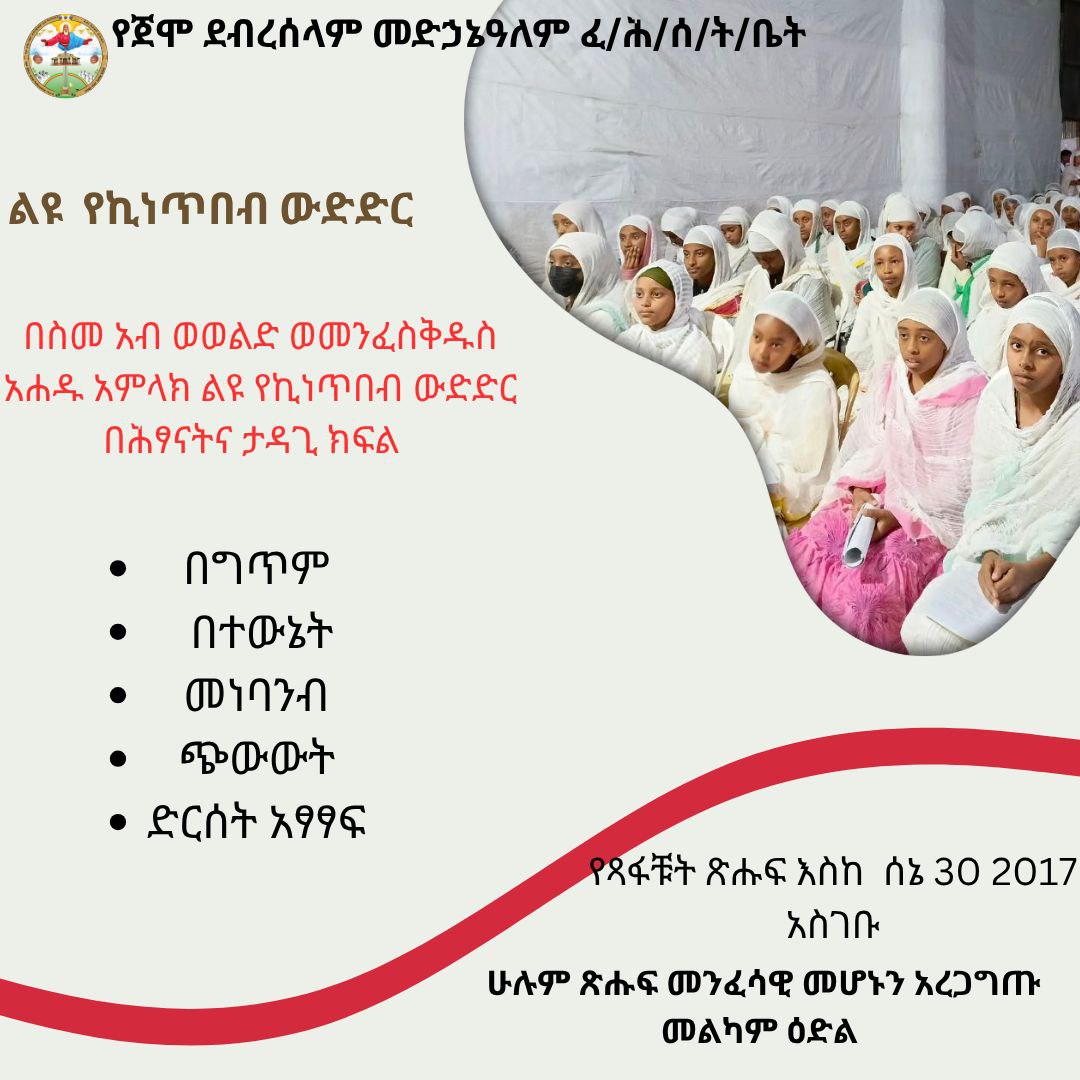 የጀሞ ደብረሰላም መድኃኔዓለም ፈ/ሕ/ሰ/ት/ቤት
ልዩ የኪነጥበብ ውድድር
በስመ አብ ወወልድ ወመንፈስቅዱስ
አሐዱ አምላክ ልዩ የኪነጥበብ ውድድር
በሕፃናትና ታዳጊ ክፍል
• በግጥም
• በተውኔት
• መነባንብ
• ጭውውት
• ድርሰት አፃፃፍ
የጻፋቹት ጽሑፍ እስከ ሰኔ 30 2017
አስገቡ
ሁሉም ጽሑፍ መንፈሳዊ መሆኑን አረጋግጡ
መልካም ዕድል